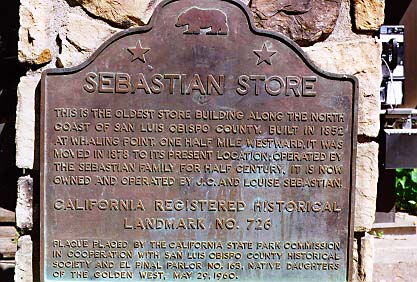 SEBASTIAN STORE
THIS IS THE OLDEST STORE BUILDING ALONG THE NORTH
COAST OF SAN LUIS OBISPO COUNTY. BUILT IN 1852
AT WHALING POINT, ONE HALF MILE WESTWARD, IT WAS
MOVED IN 1878 TO ITS PRESENT LOCATION. OPERATED BY
THE SEBASTIAN FAMILY FOR HALF CENTURY, IT IS NOW
OWNED AND OPERATED BY J.C. AND LOUISE SEBASTIAN.
CALIFORNIA REGISTERED HISTORICAL
LANDMARK NO. 726
PLAQUE PLACED BY THE CALIFORNIA STATE PARK COMMISSION
IN COOPERATION WITH SAN LUIS OBISPO COUNTY HISTORICAL
SOCIETY AND EL PINAL PARLOR NO. 163, NATIVE DAUGHTERS
OF THE GOLDEN WEST, MAY 29, 1960.